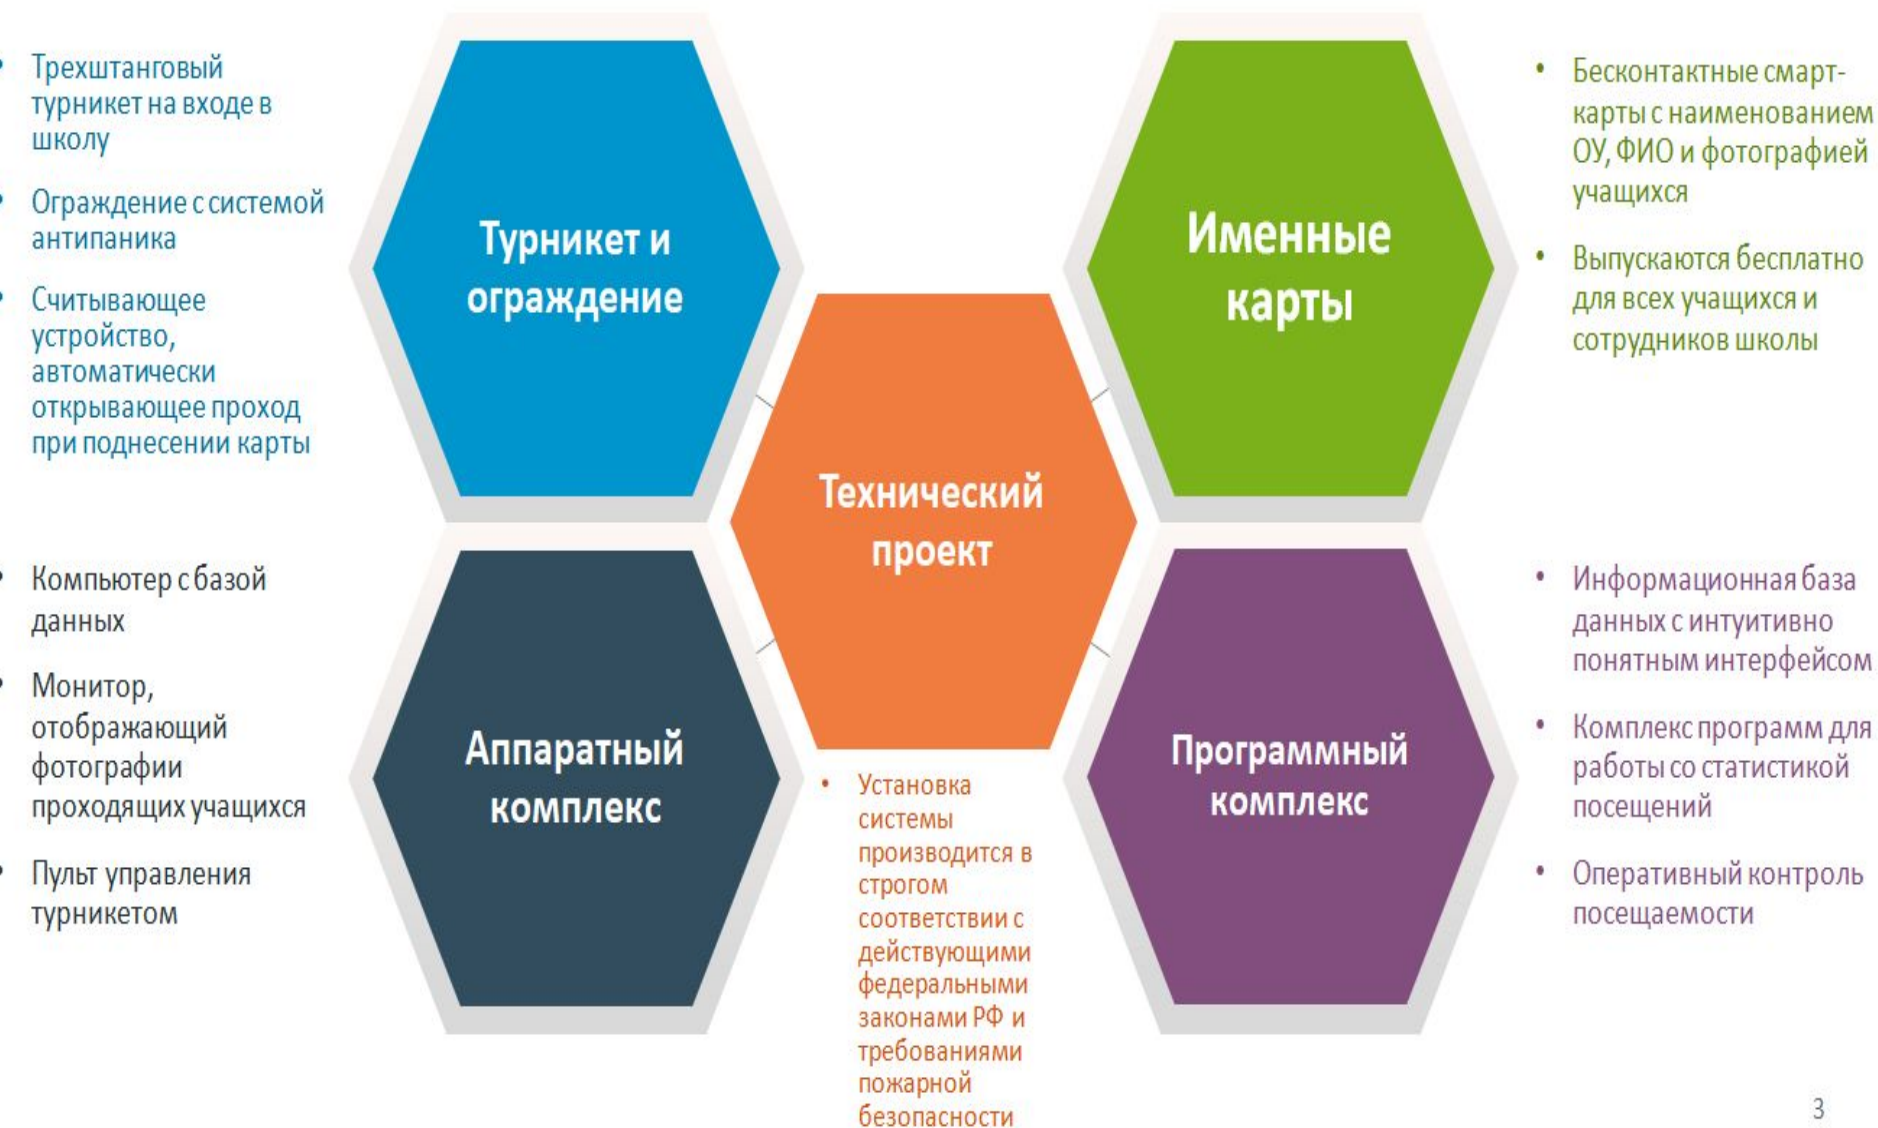 • Трехштанговый
турникет на входе в
школу
• Ограждение с системой
антипаника
• Считывающее
устройство,
автоматически
открывающее проход
при поднесении карты
Турникет и
ограждение
Именные
карты
• Бесконтактные смарт-
карты с наименованием
ОУ, ФИО и фотографией
учащихся
• Выпускаются бесплатно
для всех учащихся и
сотрудников школы
Технический
проект
• Компьютер с базой
данных
• Монитор,
отображающий
фотографии
проходящих учащихся
• Пульт управления
турникетом
Аппаратный
комплекс
• Установка
системы
производится в
строгом
соответствии с
действующими
федеральными
законами РФ и
требованиями
пожарной
безопасности
Программный
комплекс
• Информационная база
данных с интуитивно
понятным интерфейсом
• Комплекс программ для
работы со статистикой
посещений
• Оперативный контроль
посещаемости
3